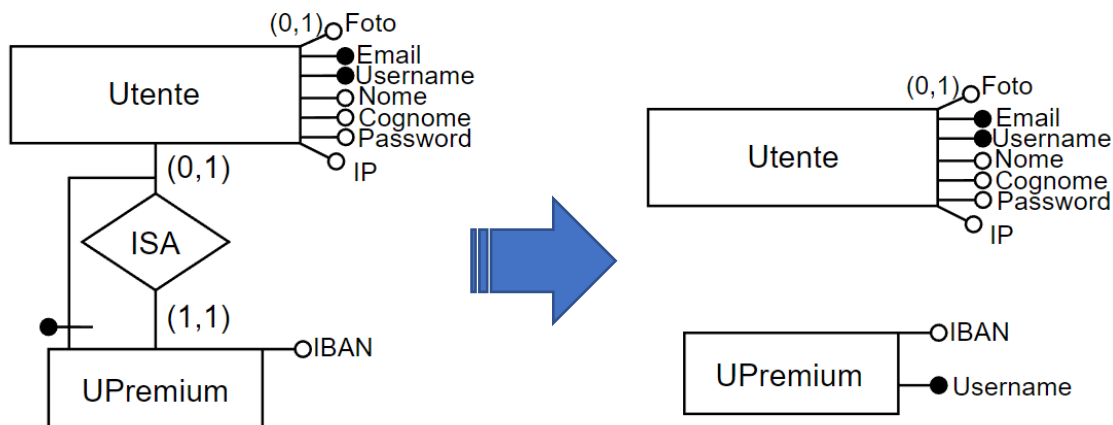 (0,1) Foto
Email
Username
Nome
Cognome
Password
IP
Utente
(0,1)
ISA
(1,1)
IBAN
UPremium
(0,1) Foto
Email
Username
Nome
Cognome
Password
IP
Utente
IBAN
UPremium
Username